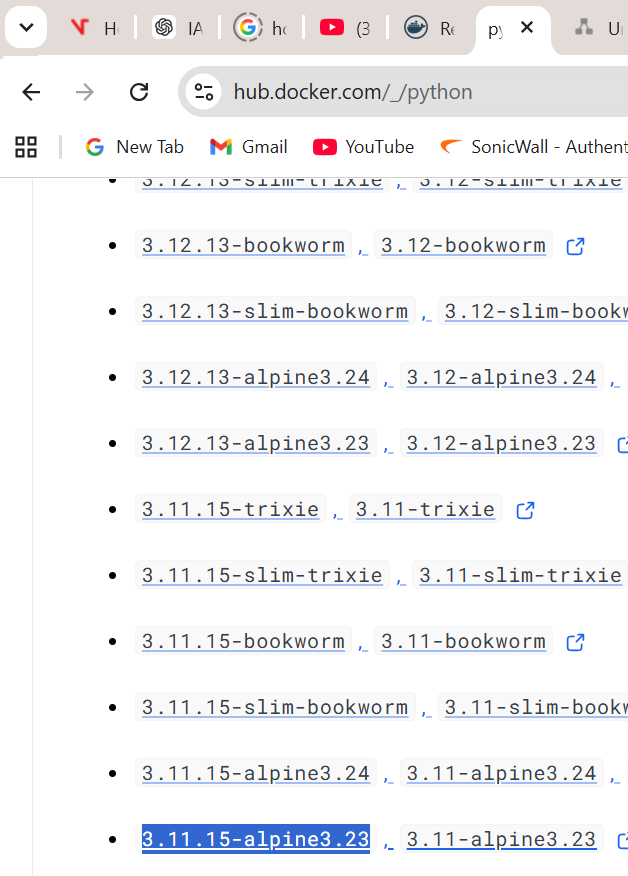 H
IA
hc
(3
Re
py
U
hub.docker.com/_/python
New Tab Gmail YouTube SonicWall - Authent
3.12.13-slim-trixie , 3.12-slim-trixie
3.12.13-bookworm , 3.12-bookworm
3.12.13-slim-bookworm , 3.12-slim-bookw
3.12.13-alpine3.24 , 3.12-alpine3.24 ,
3.12.13-alpine3.23 , 3.12-alpine3.23
3.11.15-trixie , 3.11-trixie
3.11.15-slim-trixie , 3.11-slim-trixie
3.11.15-bookworm , 3.11-bookworm
3.11.15-slim-bookworm , 3.11-slim-bookw
3.11.15-alpine3.24 , 3.11-alpine3.24 ,
3.11.15-alpine3.23 , 3.11-alpine3.23